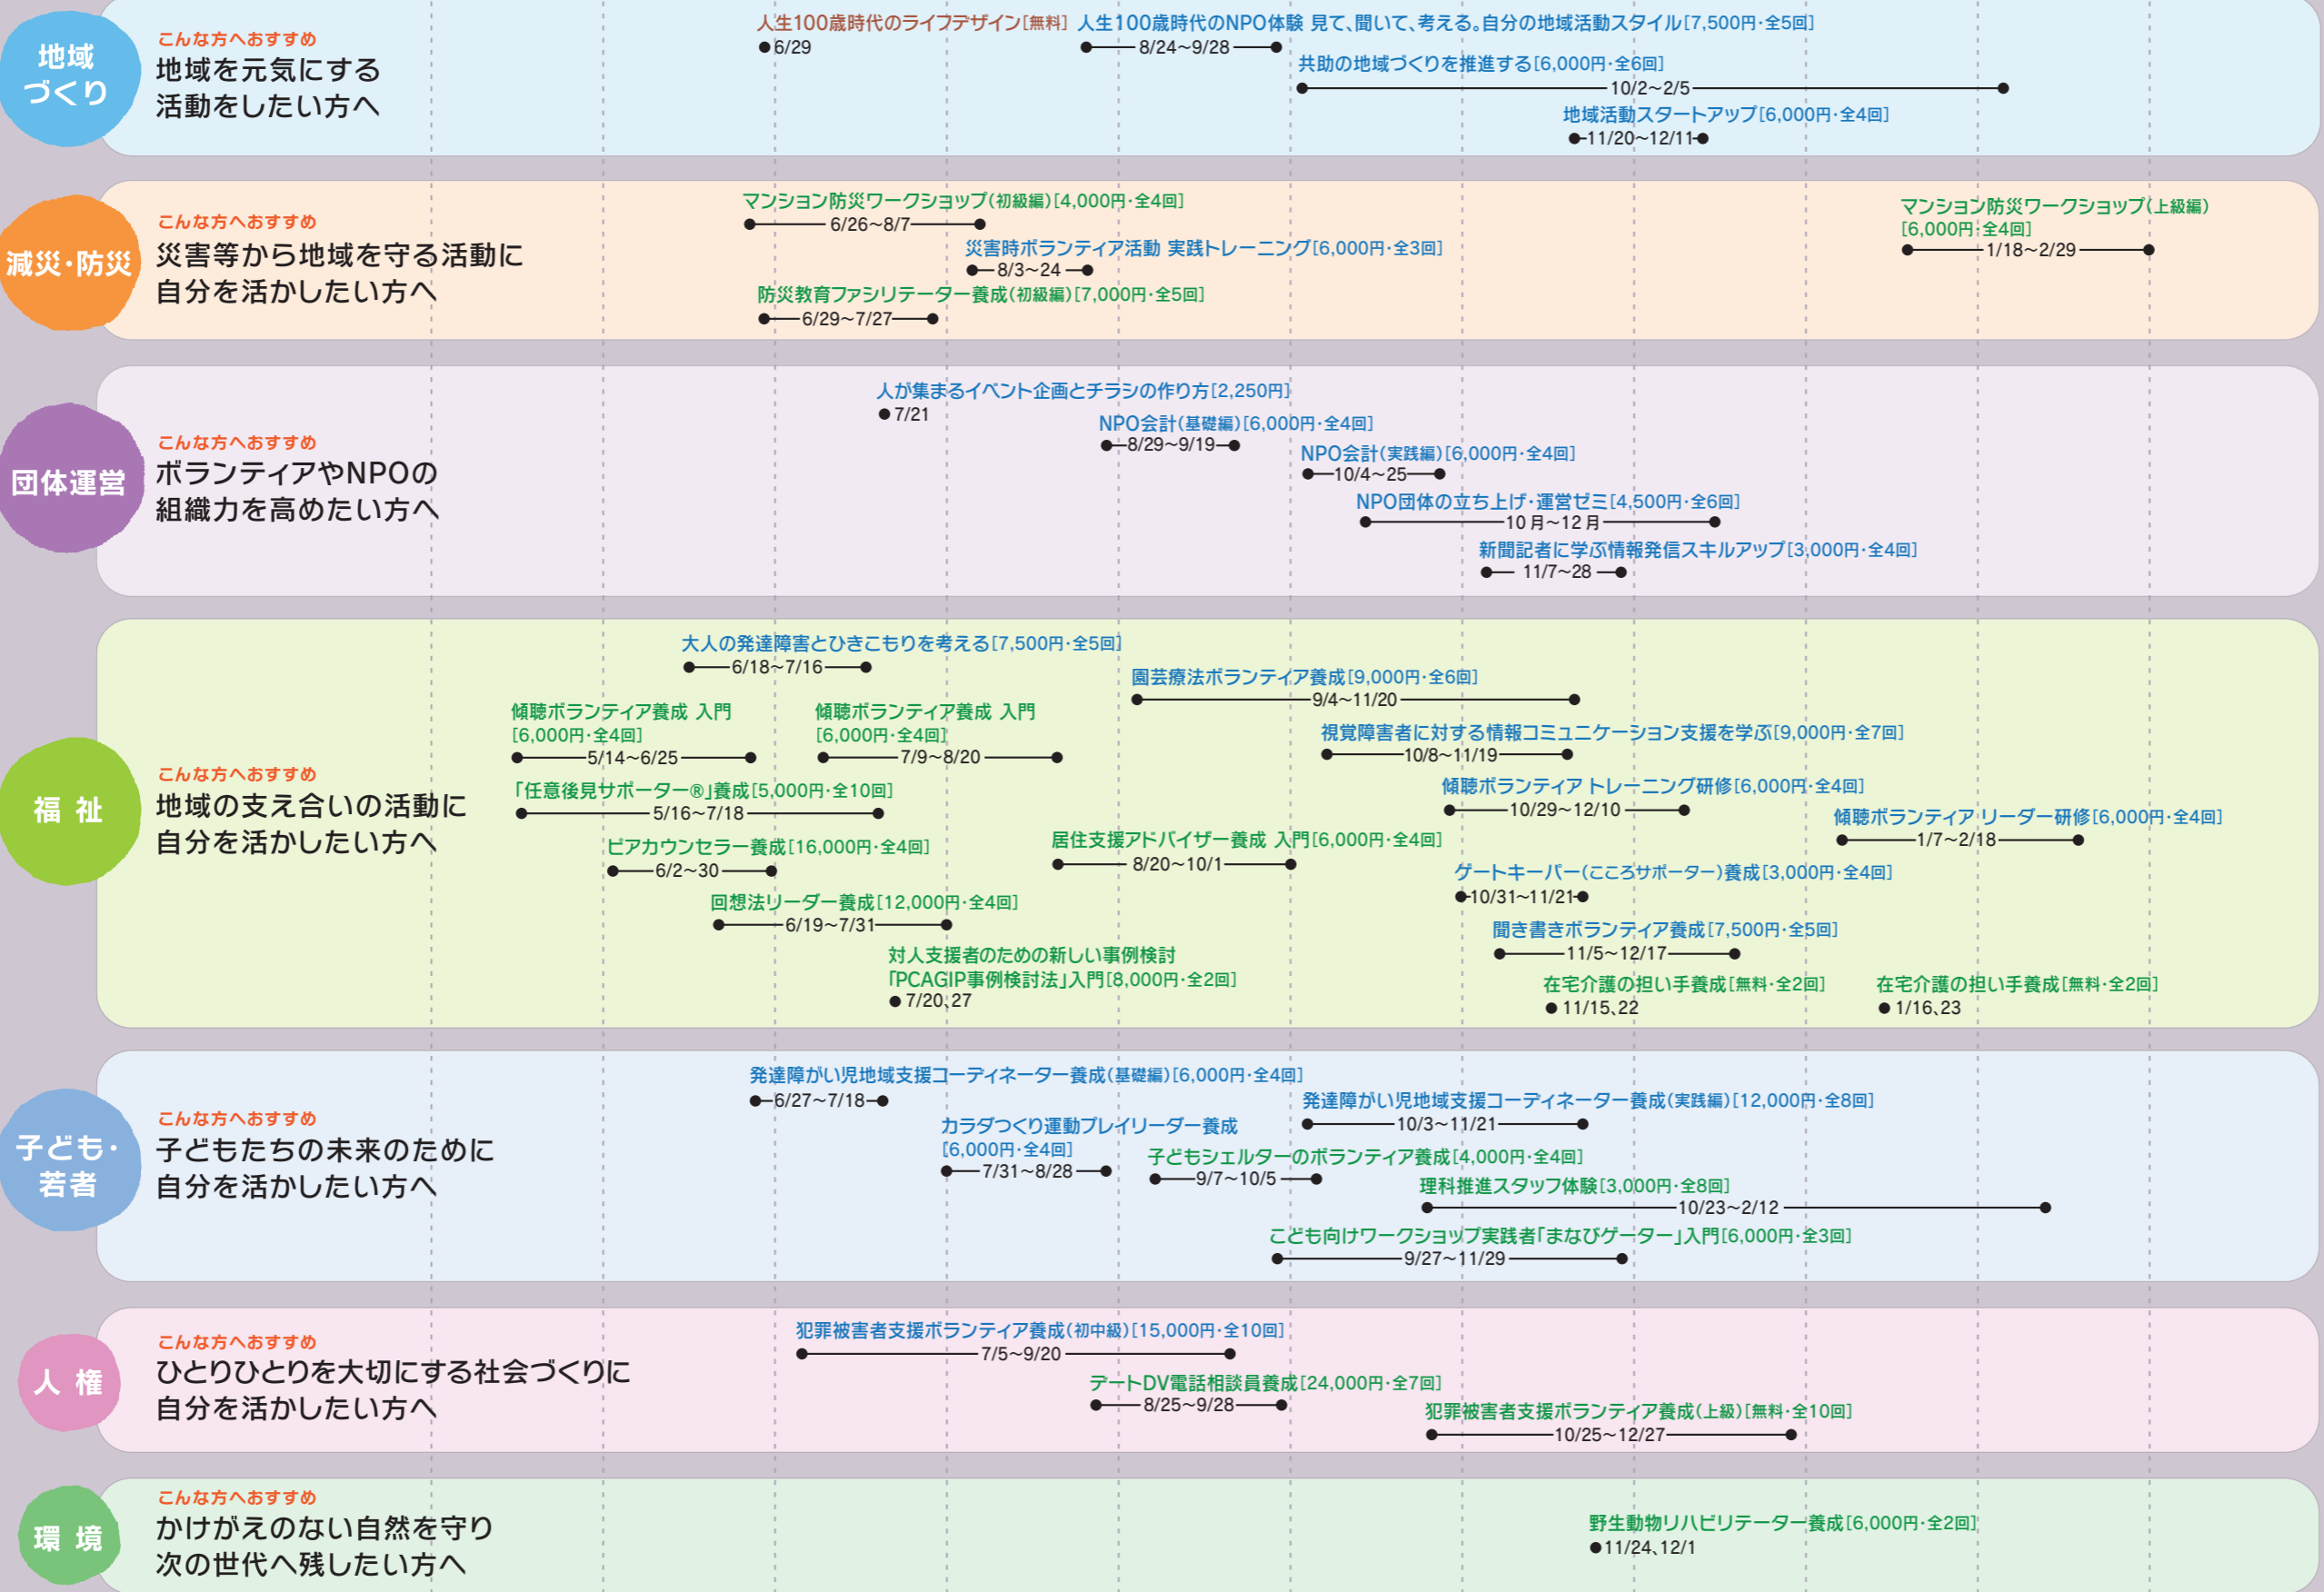 地域
づくり
こんな方へおすすめ
地域を元気にする
活動をしたい方へ
人生100歳時代のライフデザイン[無料]
6/29
人生100歳時代のNPO体験 見て、聞いて、考える。自分の地域活動スタイル[7,500円・全5回]
8/24～9/28
共助の地域づくりを推進する[6,000円・全6回]
10/2～2/5
地域活動スタートアップ[6,000円・全4回]
11/20～12/11
減災・防災
こんな方へおすすめ
災害等から地域を守る活動に
自分を活かしたい方へ
マンション防災ワークショップ(初級編)[4,000円・全4回]
6/26～8/7
災害時ボランティア活動 実践トレーニング[6,000円・全3回]
8/3～24
防災教育ファシリテーター養成(初級編)[7,000円・全5回]
6/29～7/27
マンション防災ワークショップ(上級編)
[6,000円・全4回]
1/18～2/29
団体運営
こんな方へおすすめ
ボランティアやNPOの
組織力を高めたい方へ
人が集まるイベント企画とチラシの作り方[2,250円]
7/21
NPO会計(基礎編)[6,000円・全4回]
8/29～9/19
NPO会計(実践編)[6,000円・全4回]
10/4～25
NPO団体の立ち上げ・運営ゼミ[4,500円・全6回]
10月～12月
新聞記者に学ぶ情報発信スキルアップ[3,000円・全4回]
11/7～28
福祉
こんな方へおすすめ
地域の支え合いの活動に
自分を活かしたい方へ
大人の発達障害とひきこもりを考える[7,500円・全5回]
6/18～7/16
園芸療法ボランティア養成[9,000円・全6回]
9/4～11/20
傾聴ボランティア養成 入門
[6,000円・全4回]
5/14～6/25
傾聴ボランティア養成 入門
[6,000円・全4回]
7/9～8/20
視覚障害者に対する情報コミュニケーション支援を学ぶ[9,000円・全7回]
10/8～11/19
「任意後見サポーター®」養成[5,000円・全10回]
5/16～7/18
傾聴ボランティア トレーニング研修[6,000円・全4回]
10/29～12/10
傾聴ボランティア リーダー研修[6,000円・全4回]
1/7～2/18
ピアカウンセラー養成[16,000円・全4回]
6/2～30
居住支援アドバイザー養成 入門[6,000円・全4回]
8/20～10/1
ゲートキーパー(こころサポーター)養成[3,000円・全4回]
10/31～11/21
回想法リーダー養成[12,000円・全4回]
6/19～7/31
聞き書きボランティア養成[7,500円・全5回]
11/5～12/17
対人支援者のための新しい事例検討
「PCAGIP事例検討法」入門[8,000円・全2回]
7/20、27
在宅介護の担い手養成[無料・全2回]
11/15、22
在宅介護の担い手養成[無料・全2回]
1/16、23
子ども・
若者
こんな方へおすすめ
子どもたちの未来のために
自分を活かしたい方へ
発達障がい児地域支援コーディネーター養成(基礎編)[6,000円・全4回]
6/27～7/18
発達障がい児地域支援コーディネーター養成(実践編)[12,000円・全8回]
10/3～11/21
カラダつくり運動プレイリーダー養成
[6,000円・全4回]
7/31～8/28
子どもシェルターのボランティア養成[4,000円・全4回]
9/7～10/5
理科推進スタッフ体験[3,000円・全8回]
10/23～2/12
こども向けワークショップ実践者「まなびゲーター」入門[6,000円・全3回]
9/27～11/29
人権
こんな方へおすすめ
ひとりひとりを大切にする社会づくりに
自分を活かしたい方へ
犯罪被害者支援ボランティア養成(初中級)[15,000円・全10回]
7/5～9/20
デートDV電話相談員養成[24,000円・全7回]
8/25～9/28
犯罪被害者支援ボランティア養成(上級)[無料・全10回]
10/25～12/27
環境
こんな方へおすすめ
かけがえのない自然を守り
次の世代へ残したい方へ
野生動物リハビリテーター養成[6,000円・全2回]
11/24、12/1